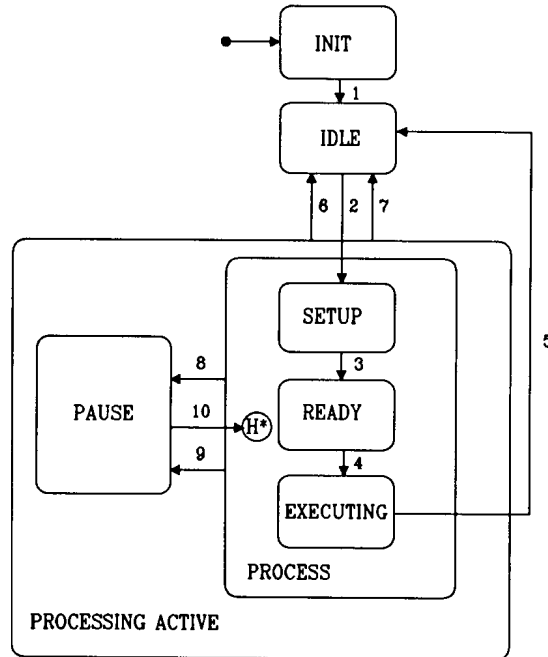 INIT
1
IDLE
6
2
7
SETUP
5
3
8
PAUSE
10
H*
READY
9
4
EXECUTING
PROCESS
PROCESSING ACTIVE